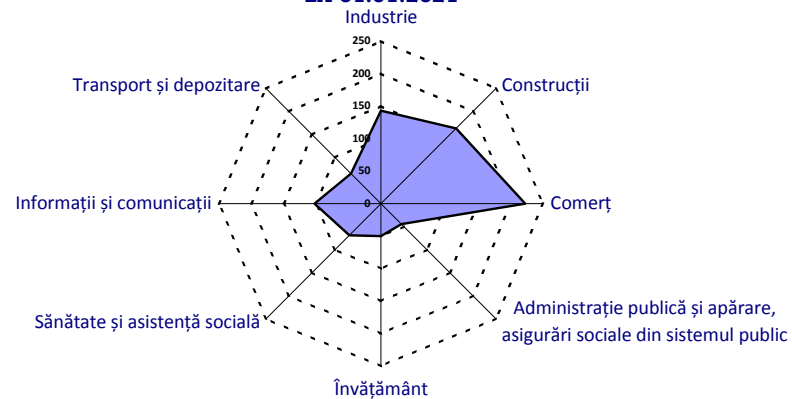 Industrie
250
200
150
100
50
0
Transport și depozitare
Construcții
Informații și comunicații
Comerț
Sănătate și asistență socială
Administrație publică și apărare,
asigurări sociale din sistemul public
Învățământ